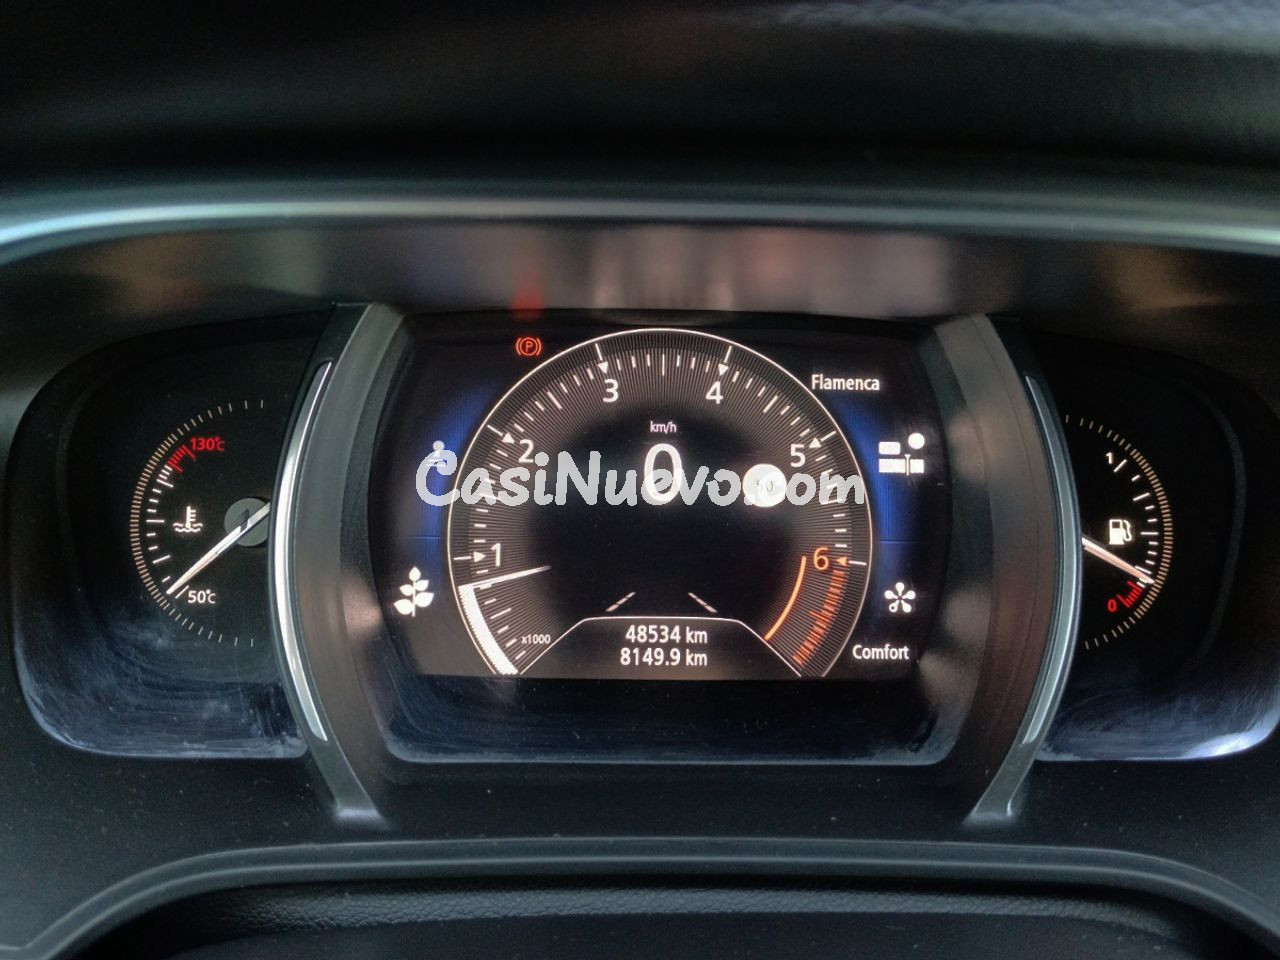 Flamenca
3
4
km/h
130°C
2
0
5
1
CasiNuevo.com
50
1
6
50°C
0
x1000
48534 km
8149.9 km
Comfort